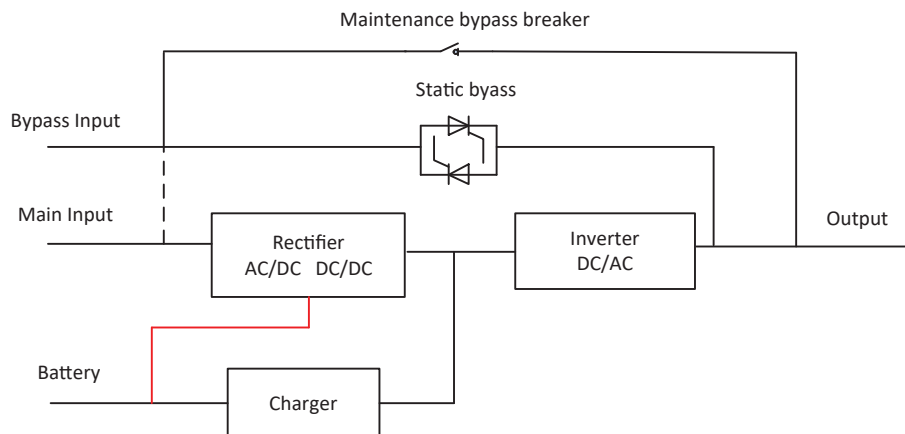 Maintenance bypass breaker
Static byass
Bypass Input
Main Input
Rectifier
AC/DC DC/DC
Inverter
DC/AC
Output
Battery
Charger